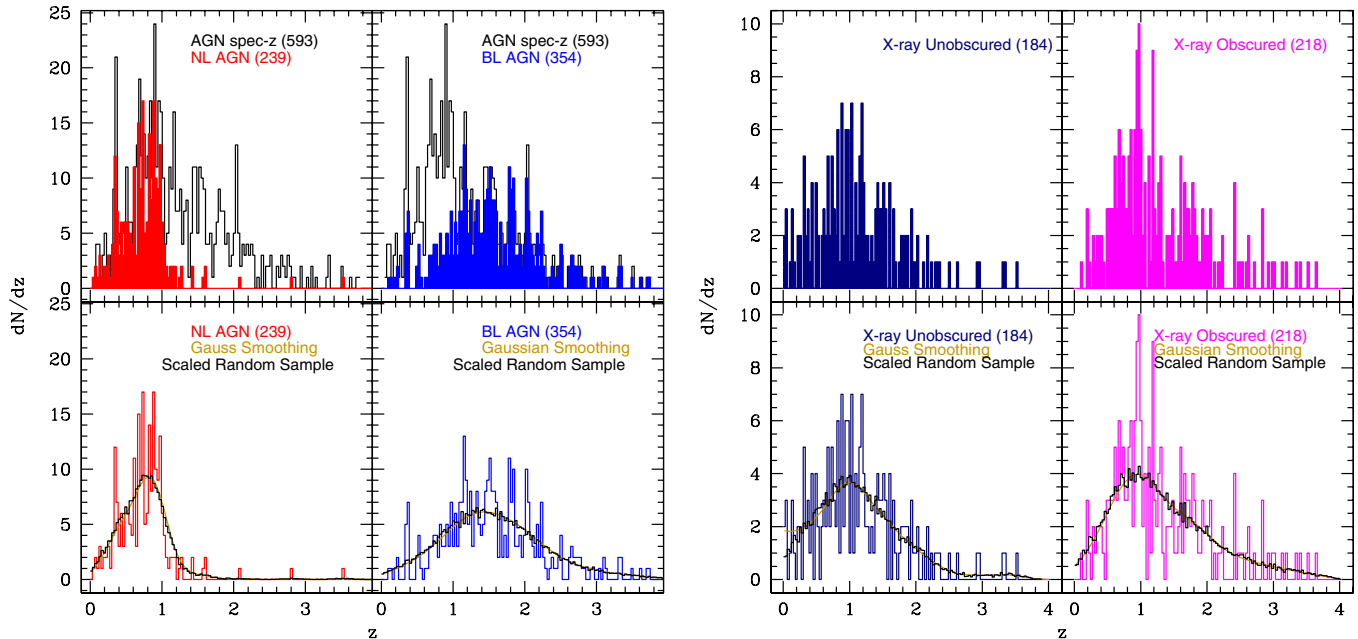 25
20
15
10
5
0
AGN spec-z (593)
NL AGN (239)
AGN spec-z (593)
BL AGN (354)
25
20
15
10
5
0
NL AGN (239)
Gauss Smoothing
Scaled Random Sample
BL AGN (354)
Gaussian Smoothing
Scaled Random Sample
0 1 2 3 0 1 2 3
dN/dz
z
10
8
6
4
2
0
X-ray Unobscured (184)
X-ray Obscured (218)
10
8
6
4
2
0
X-ray Unobscured (184)
Gauss Smoothing
Scaled Random Sample
X-ray Obscured (218)
Gaussian Smoothing
Scaled Random Sample
0 1 2 3 4 0 1 2 3 4
dN/dz
z